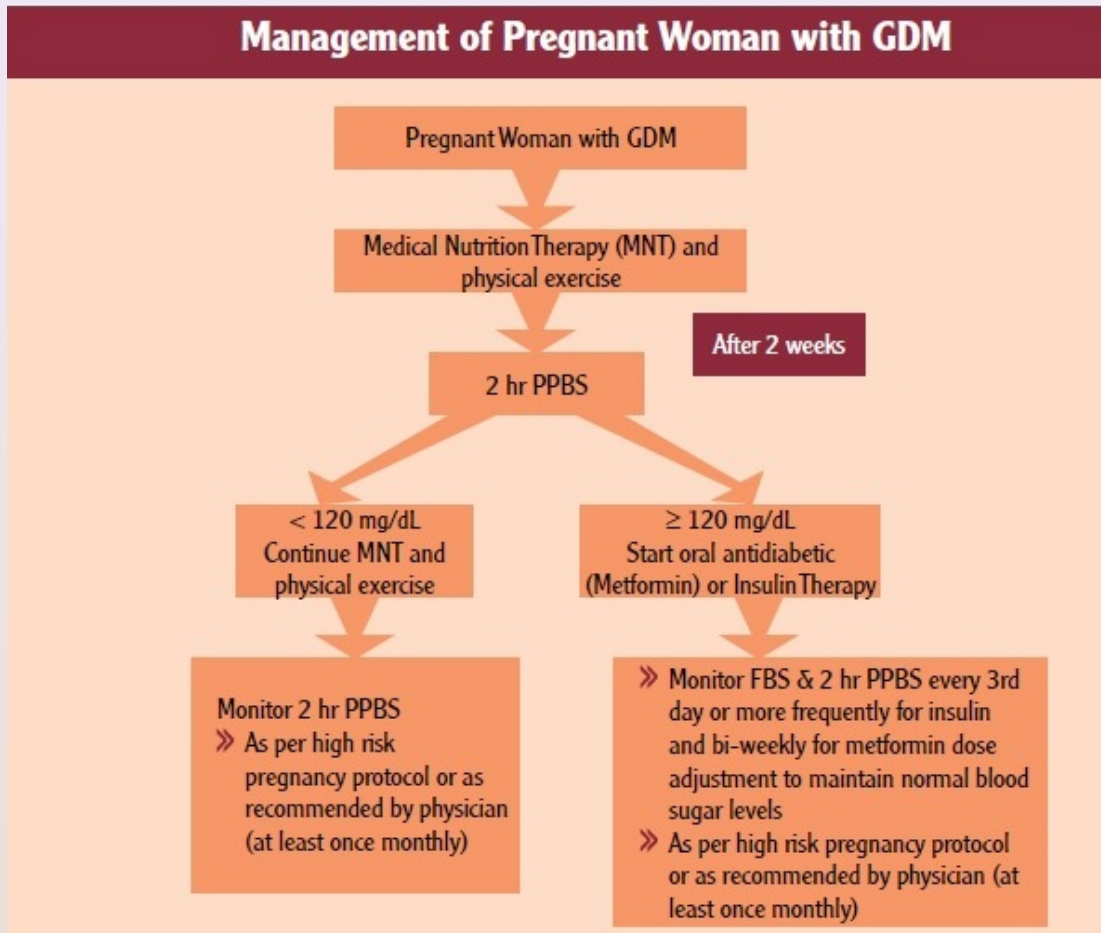 Management of Pregnant Woman with GDM
Pregnant Woman with GDM
Medical Nutrition Therapy (MNT) and
physical exercise
After 2 weeks
2 hr PPBS
< 120 mg/dL
Continue MNT and
physical exercise
≥ 120 mg/dL
Start oral antidiabetic
(Metformin) or Insulin Therapy
Monitor 2 hr PPBS
» As per high risk
pregnancy protocol or as
recommended by physician
(at least once monthly)
» Monitor FBS & 2 hr PPBS every 3rd
day or more frequently for insulin
and bi-weekly for metformin dose
adjustment to maintain normal blood
sugar levels
» As per high risk pregnancy protocol
or as recommended by physician (at
least once monthly)